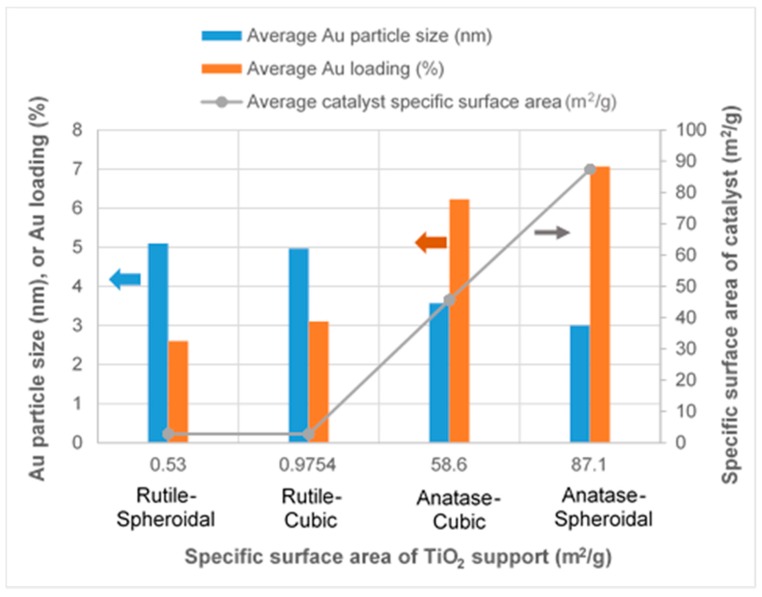 Average Au particle size (nm)
Average Au loading (%)
Average catalyst specific surface area (m²/g)
Au particle size (nm), or Au loading (%)
8
7
6
5
4
3
2
1
0
100
90
80
70
60
50
40
30
20
10
0
Specific surface area of catalyst (m²/g)
0.53 0.9754 58.6 87.1
Rutile- Rutile- Anatase- Anatase-
Spheroidal Cubic Cubic Spheroidal
Specific surface area of TiO₂ support (m²/g)